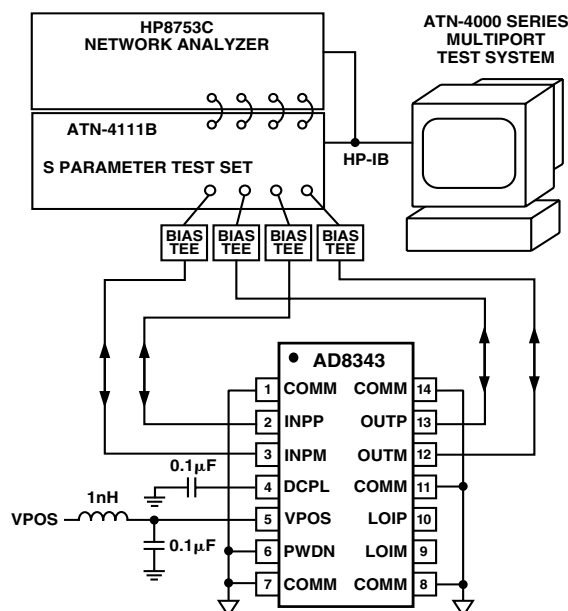 HP8753C
NETWORK ANALYZER
ATN-4000 SERIES
MULTIPORT
TEST SYSTEM
ATN-4111B
S PARAMETER TEST SET
HP-IB
BIAS
TEE
BIAS
TEE
BIAS
TEE
BIAS
TEE
AD8343
1 COMM COMM 14
2 INPP OUTP 13
3 INPM OUTM 12
0.1μF
4 DCPL COMM 11
1nH
VPOS
5 VPOS LOIP 10
0.1μF
6 PWDN LOIM 9
7 COMM COMM 8